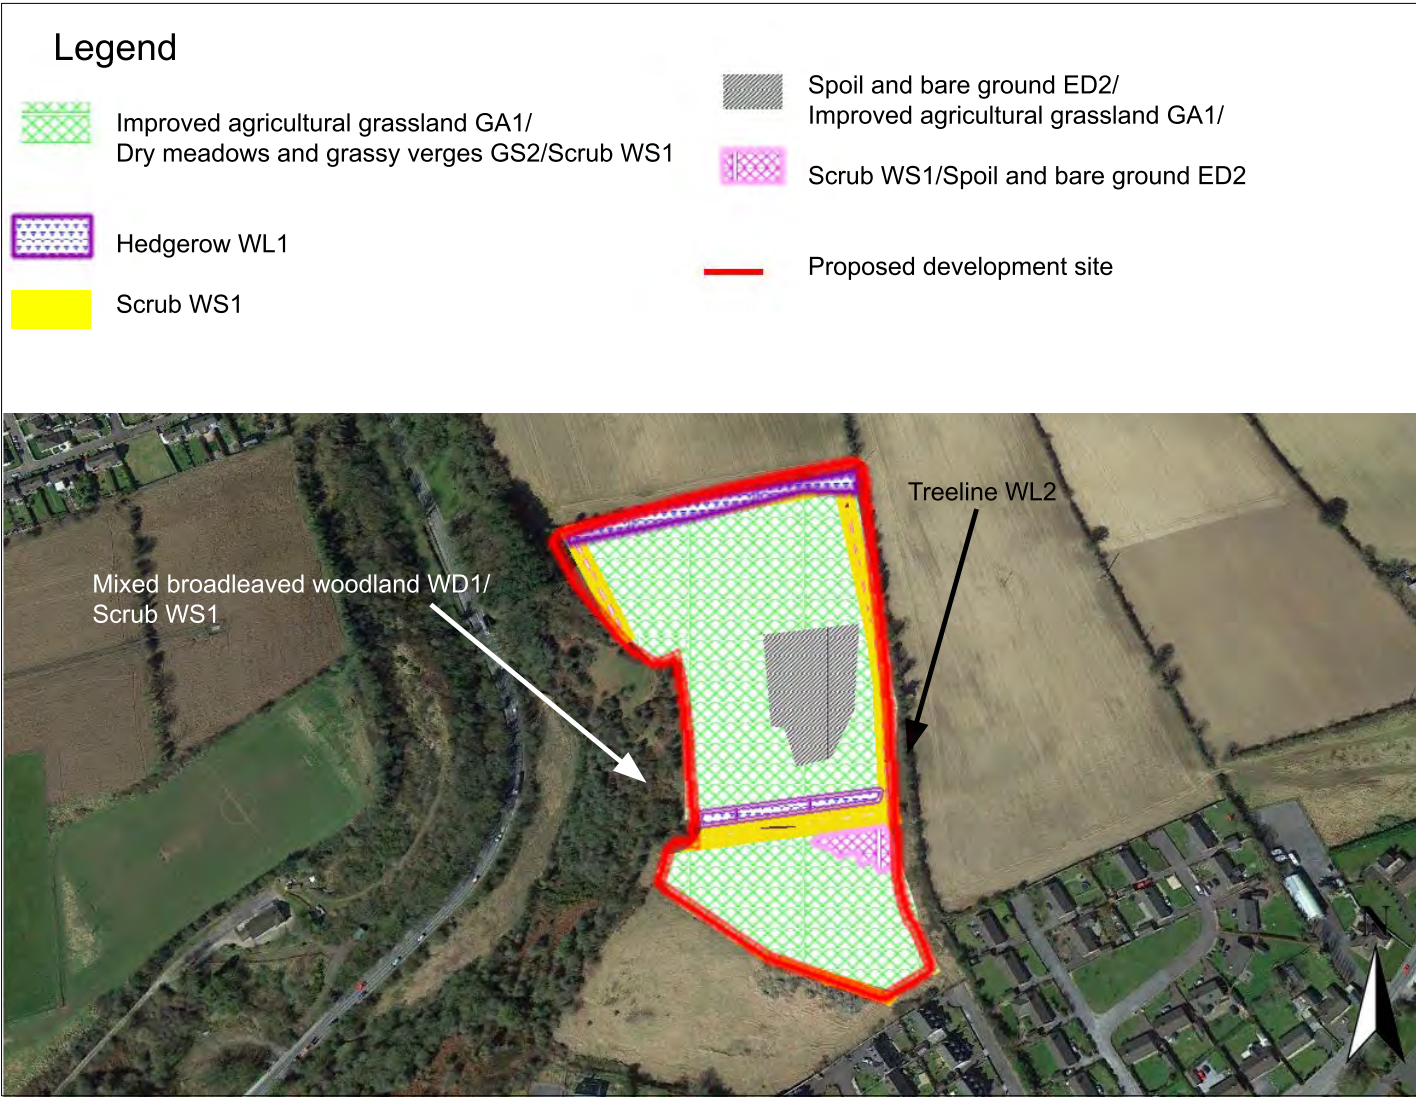 Legend
Improved agricultural grassland GA1/
Dry meadows and grassy verges GS2/Scrub WS1
Hedgerow WL1
Scrub WS1
Spoil and bare ground ED2/
Improved agricultural grassland GA1/
Scrub WS1/Spoil and bare ground ED2
Proposed development site
Treeline WL2
Mixed broadleaved woodland WD1/
Scrub WS1